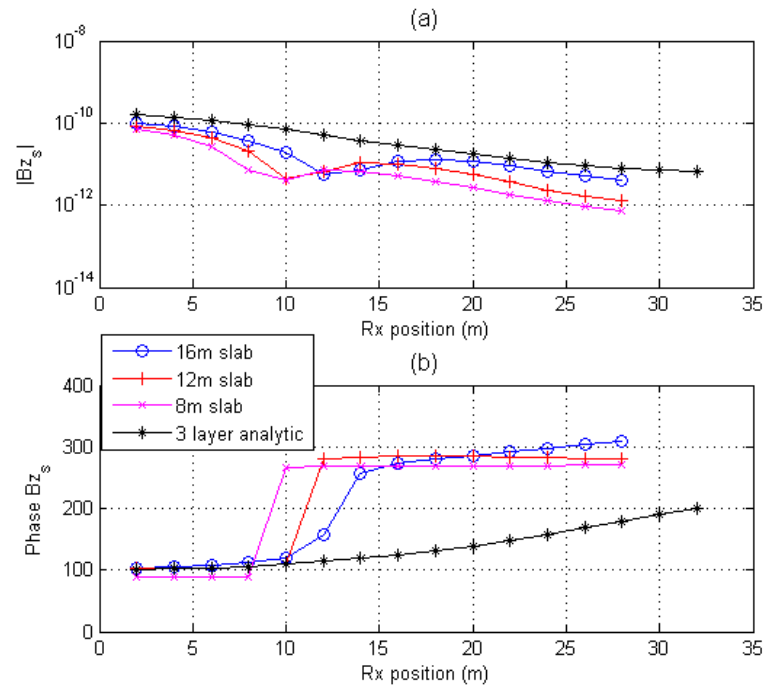 (a)
10^-8
10^-10
10^-12
10^-14
|Bz_s|
0 5 10 15 20 25 30 35
Rx position (m)
16m slab
12m slab
8m slab
3 layer analytic
(b)
400
300
200
100
0
Phase Bz_s
0 5 10 15 20 25 30 35
Rx position (m)